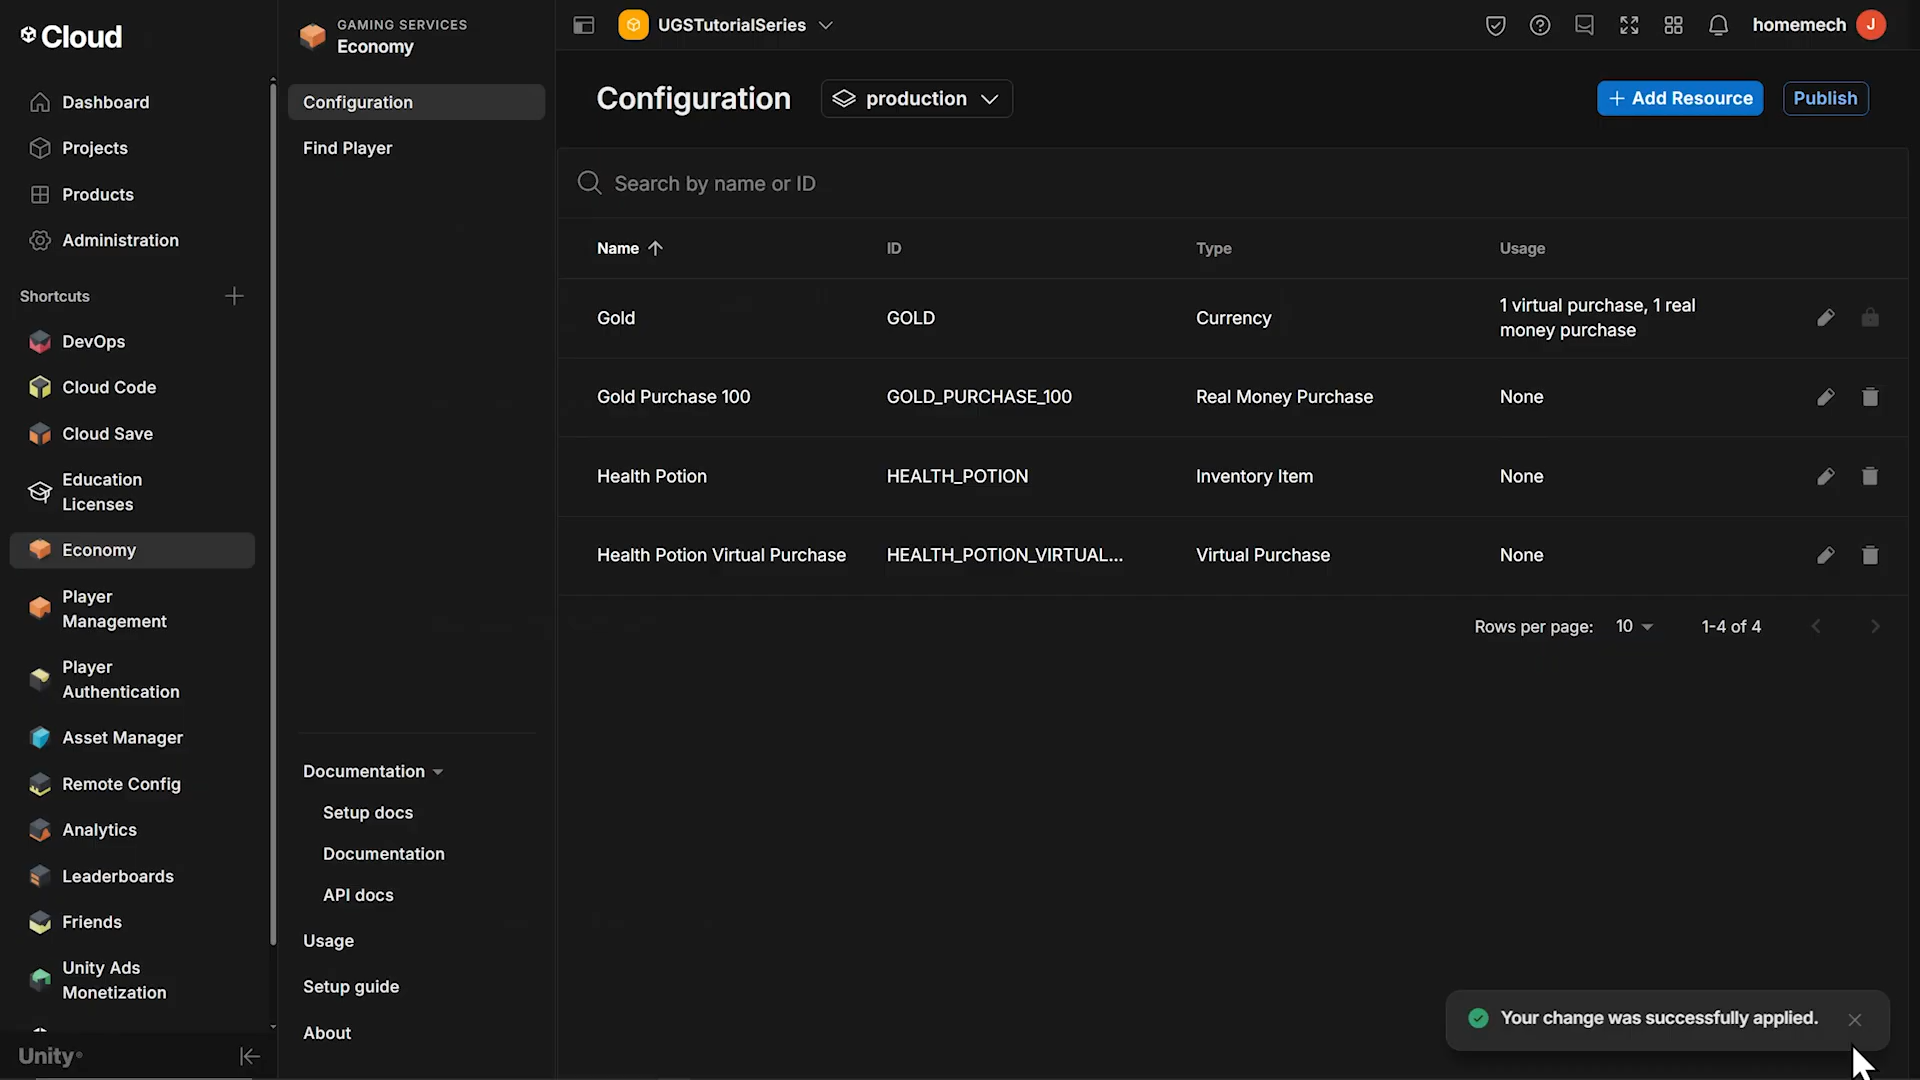 Cloud
Dashboard
Projects
Products
Administration
Shortcuts
DevOps
Cloud Code
Cloud Save
Education
Licenses
Economy
Player
Management
Player
Authentication
Asset Manager
Remote Config
Analytics
Leaderboards
Friends
Unity Ads
Monetization
Unity
GAMING SERVICES
Economy
Configuration
Find Player
Documentation
Setup docs
Documentation
API docs
Usage
Setup guide
About
UGSTutorialSeries
homemech
J
Configuration
production
+ Add Resource
Publish
Search by name or ID
Name ↑ ID Type Usage
Gold GOLD Currency 1 virtual purchase, 1 real
money purchase
Gold Purchase 100 GOLD_PURCHASE_100 Real Money Purchase None
Health Potion HEALTH_POTION Inventory Item None
Health Potion Virtual Purchase HEALTH_POTION_VIRTUAL... Virtual Purchase None
Rows per page: 10 1-4 of 4
Your change was successfully applied.